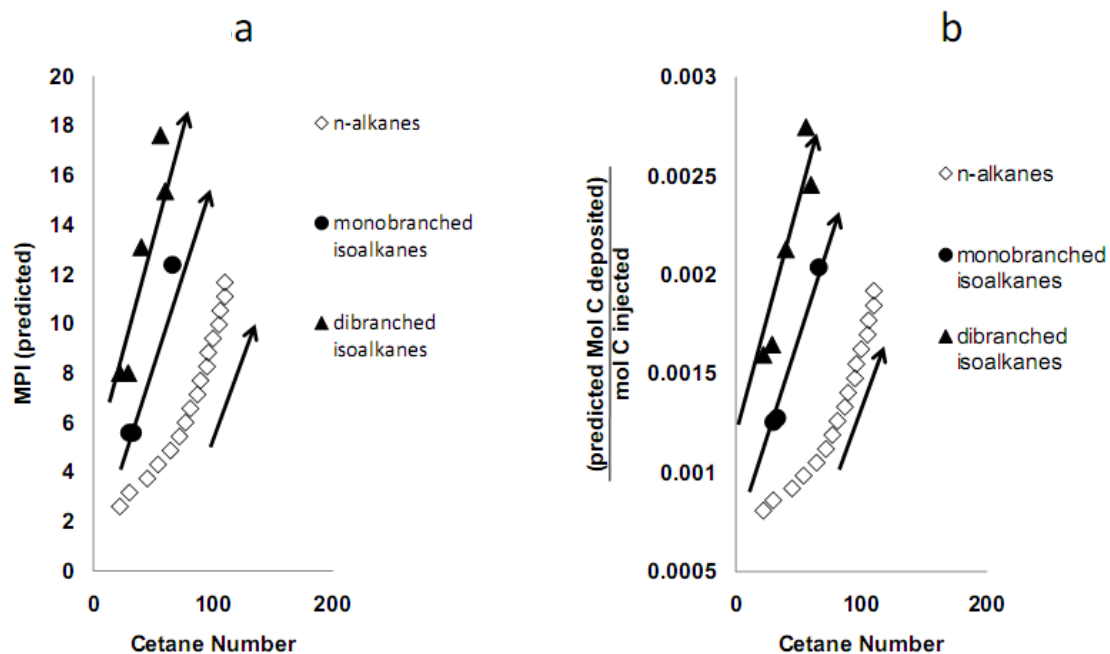 a
20
18
16
14
12
10
8
6
4
2
0
MPI (predicted)
0
100
200
Cetane Number
n-alkanes
monobranched
isoalkanes
dibranched
isoalkanes
b
0.003
0.0025
0.002
0.0015
0.001
0.0005
(predicted Mol C deposited)
mol C injected
0
100
200
Cetane Number
n-alkanes
monobranched
isoalkanes
dibranched
isoalkanes